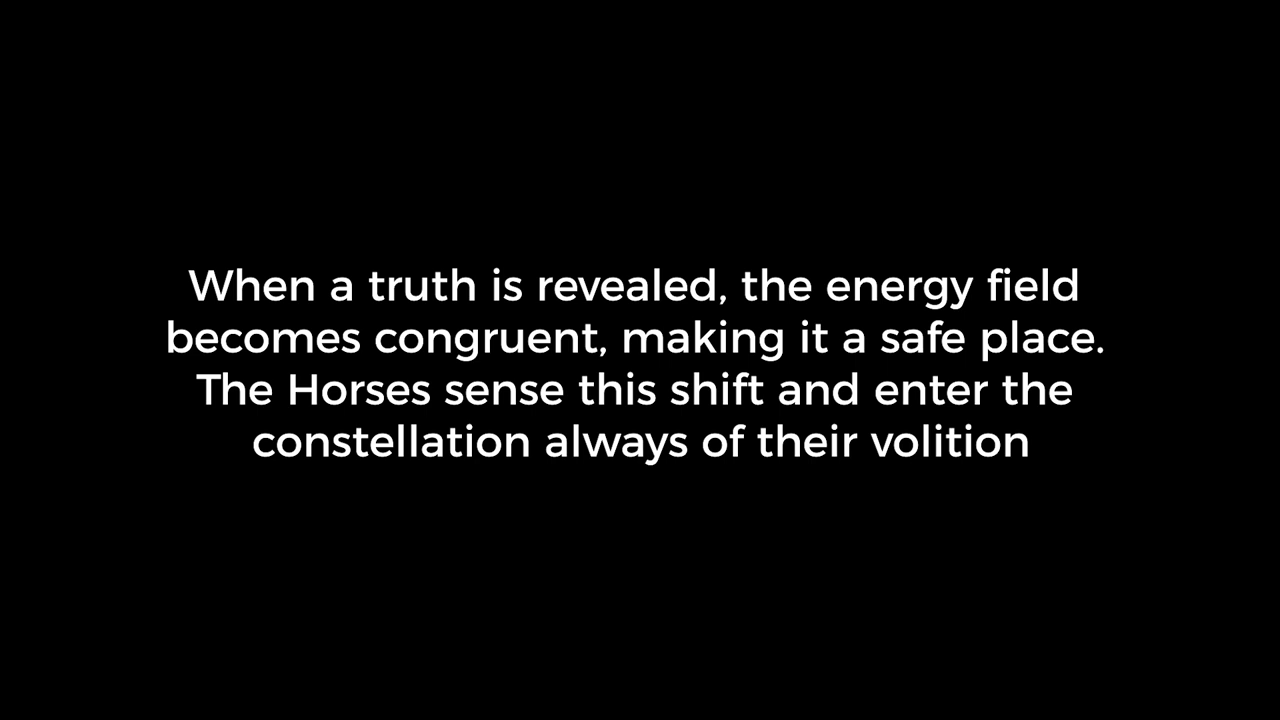 When a truth is revealed, the energy field
becomes congruent, making it a safe place.
The Horses sense this shift and enter the
constellation always of their volition